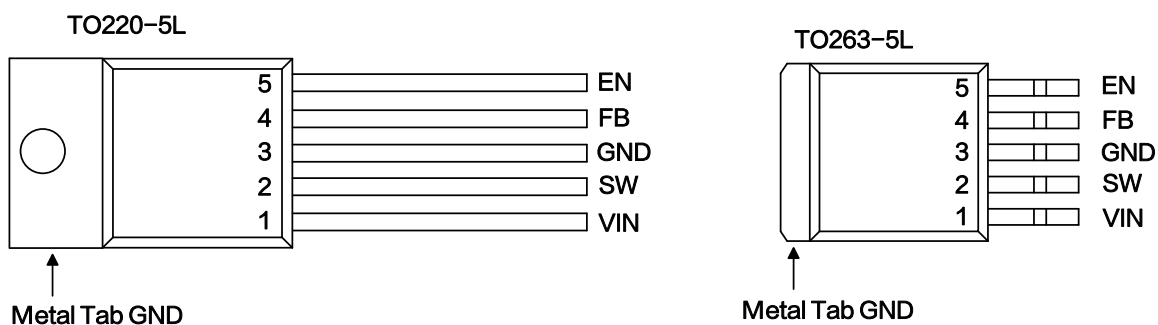 TO220-5L
5 EN
4 FB
3 GND
2 SW
1 VIN
Metal Tab GND
TO263-5L
5 EN
4 FB
3 GND
2 SW
1 VIN
Metal Tab GND